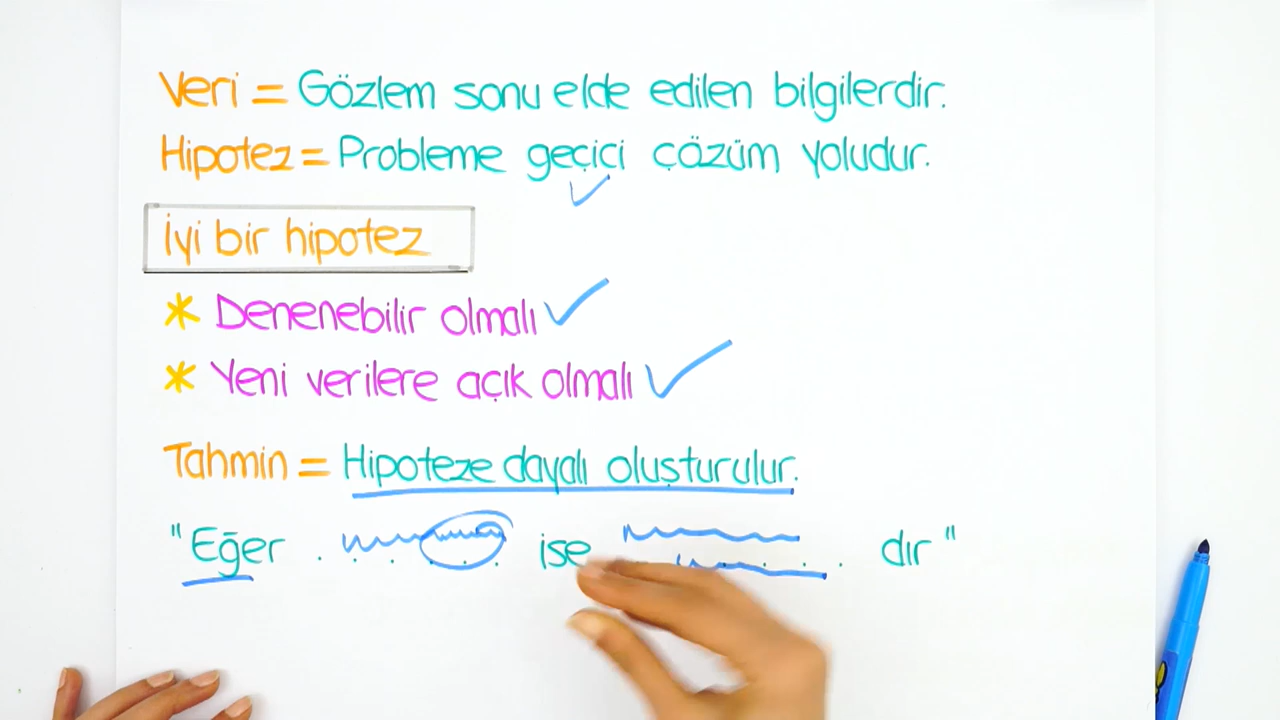 Veri = Gözlem sonu elde edilen bilgilerdir.
Hipotez = Probleme geçici çözüm yoludur.
İyi bir hipotez
* Denenebilir olmalı
* Yeni verilere açık olmalı
Tahmin = Hipoteze dayalı oluşturulur.
"Eğer . . . . . . ise . . . . dır"